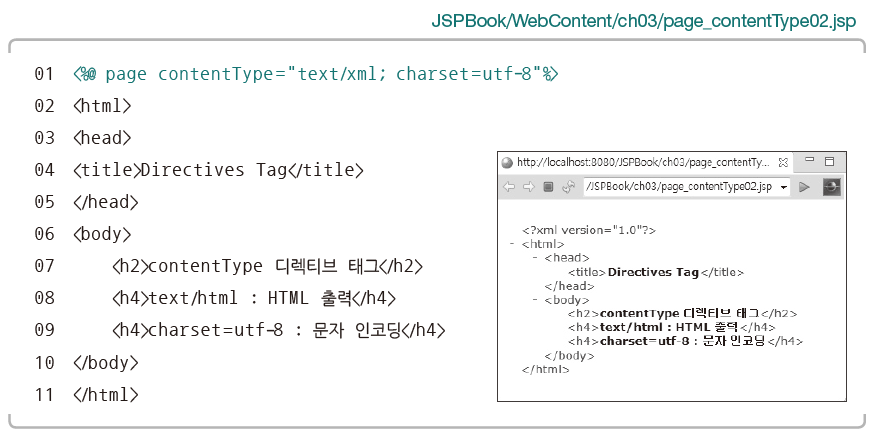 JSPBook/WebContent/ch03/page_contentType02.jsp
01 <%@ page contentType="text/xml; charset=utf-8"%>
02 <html>
03 <head>
04 <title>Directives Tag</title>
05 </head>
06 <body>
07 <h2>contentType 디렉티브 태그</h2>
08 <h4>text/html : HTML 출력</h4>
09 <h4>charset=utf-8 : 문자 인코딩</h4>
10 </body>
11 </html>
http://localhost:8080/JSPBook/ch03/page_contentTy...
/JSPBook/ch03/page_contentType02.jsp
<?xml version="1.0"?>
- <html>
- <head>
<title>Directives Tag</title>
</head>
- <body>
<h2>contentType 디렉티브 태그</h2>
<h4>text/html : HTML 출력</h4>
<h4>charset=utf-8 : 문자 인코딩</h4>
</body>
</html>